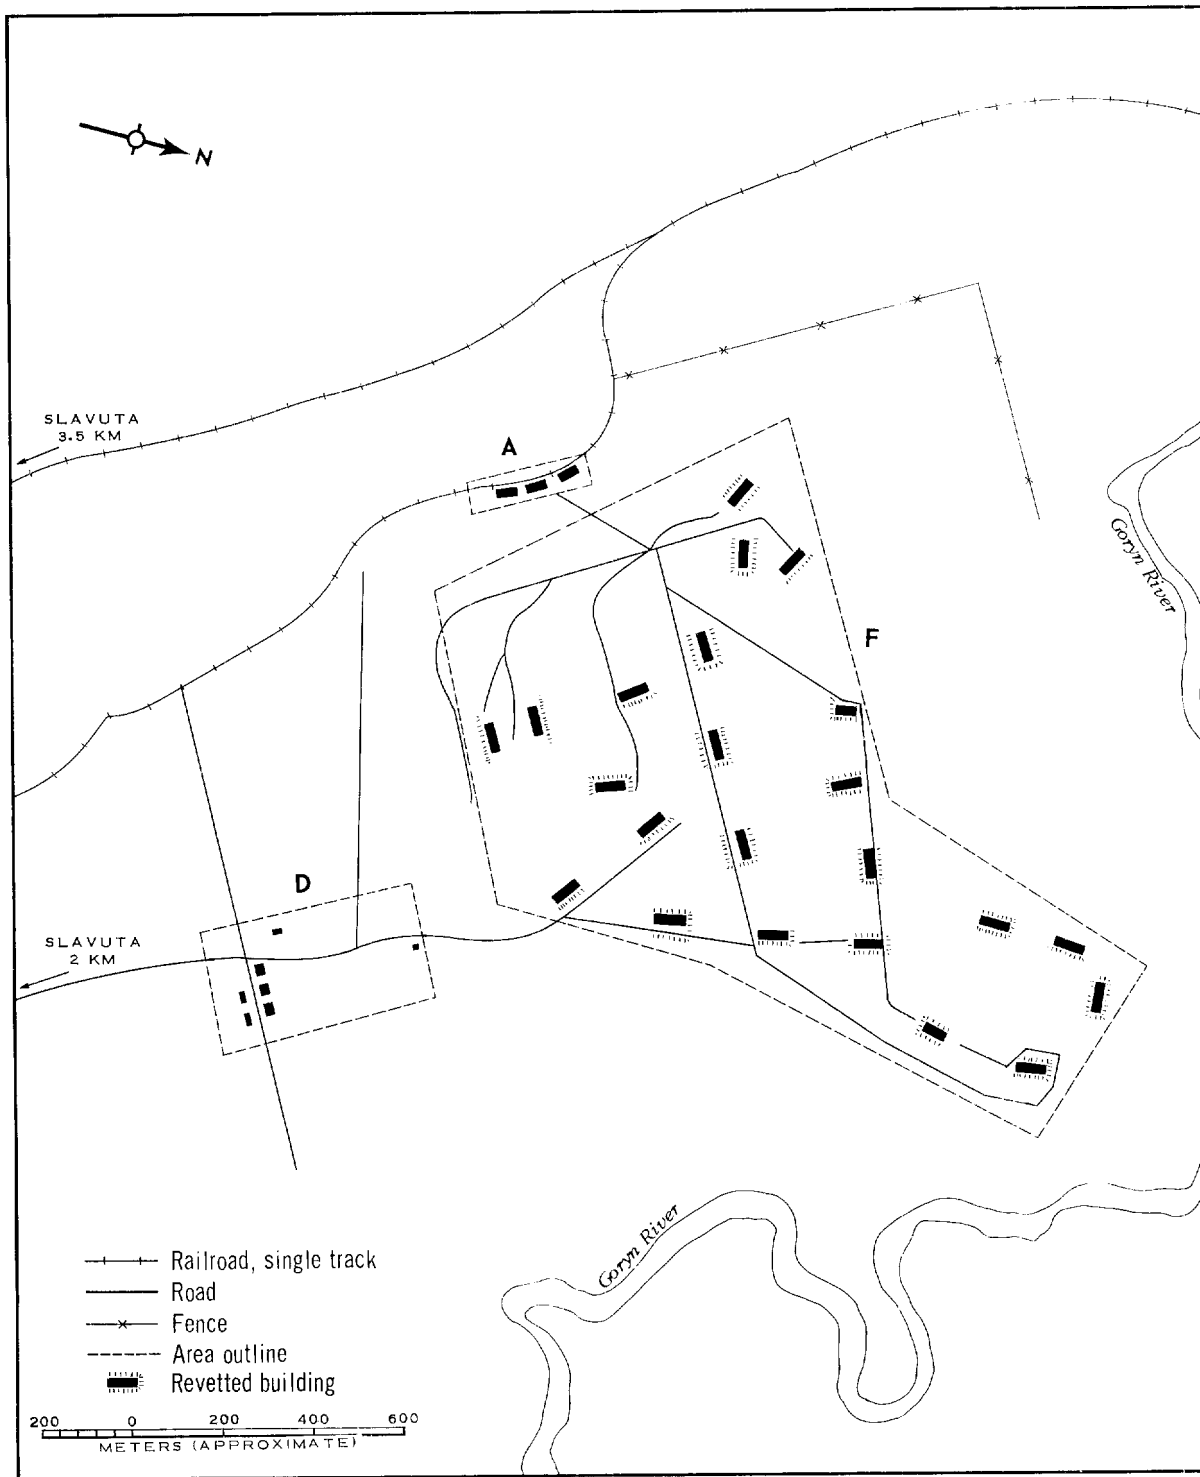 N
SLAVUTA
3.5 KM
A
Goryn River
F
D
SLAVUTA
2 KM
Goryn River
Railroad, single track
Road
Fence
Area outline
Revetted building
200 0 200 400 600
METERS (APPROXIMATE)